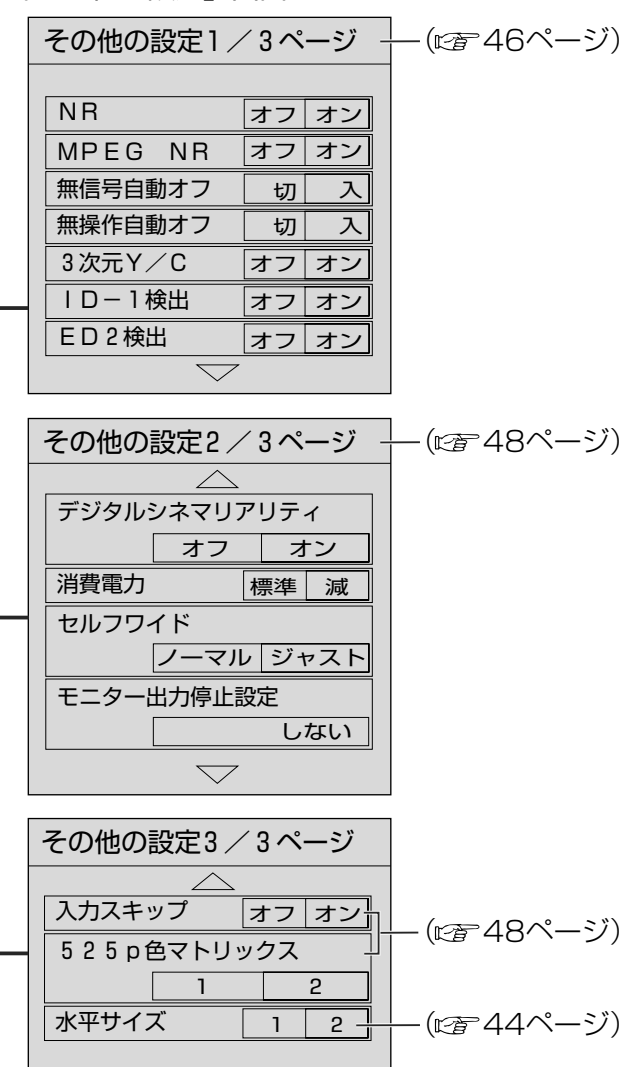 その他の設定1／3ページ (☞46ページ)
NR オフ オン
MPEG NR オフ オン
無信号自動オフ 切 入
無操作自動オフ 切 入
3次元Y／C オフ オン
ID－1検出 オフ オン
ED2検出 オフ オン
その他の設定2／3ページ (☞48ページ)
デジタルシネマリアリティ
オフ オン
消費電力 標準 減
セルフワイド
ノーマル ジャスト
モニター出力停止設定
しない
その他の設定3／3ページ
入力スキップ オフ オン
(☞48ページ)
525p色マトリックス
1 2
水平サイズ 1 2 (☞44ページ)